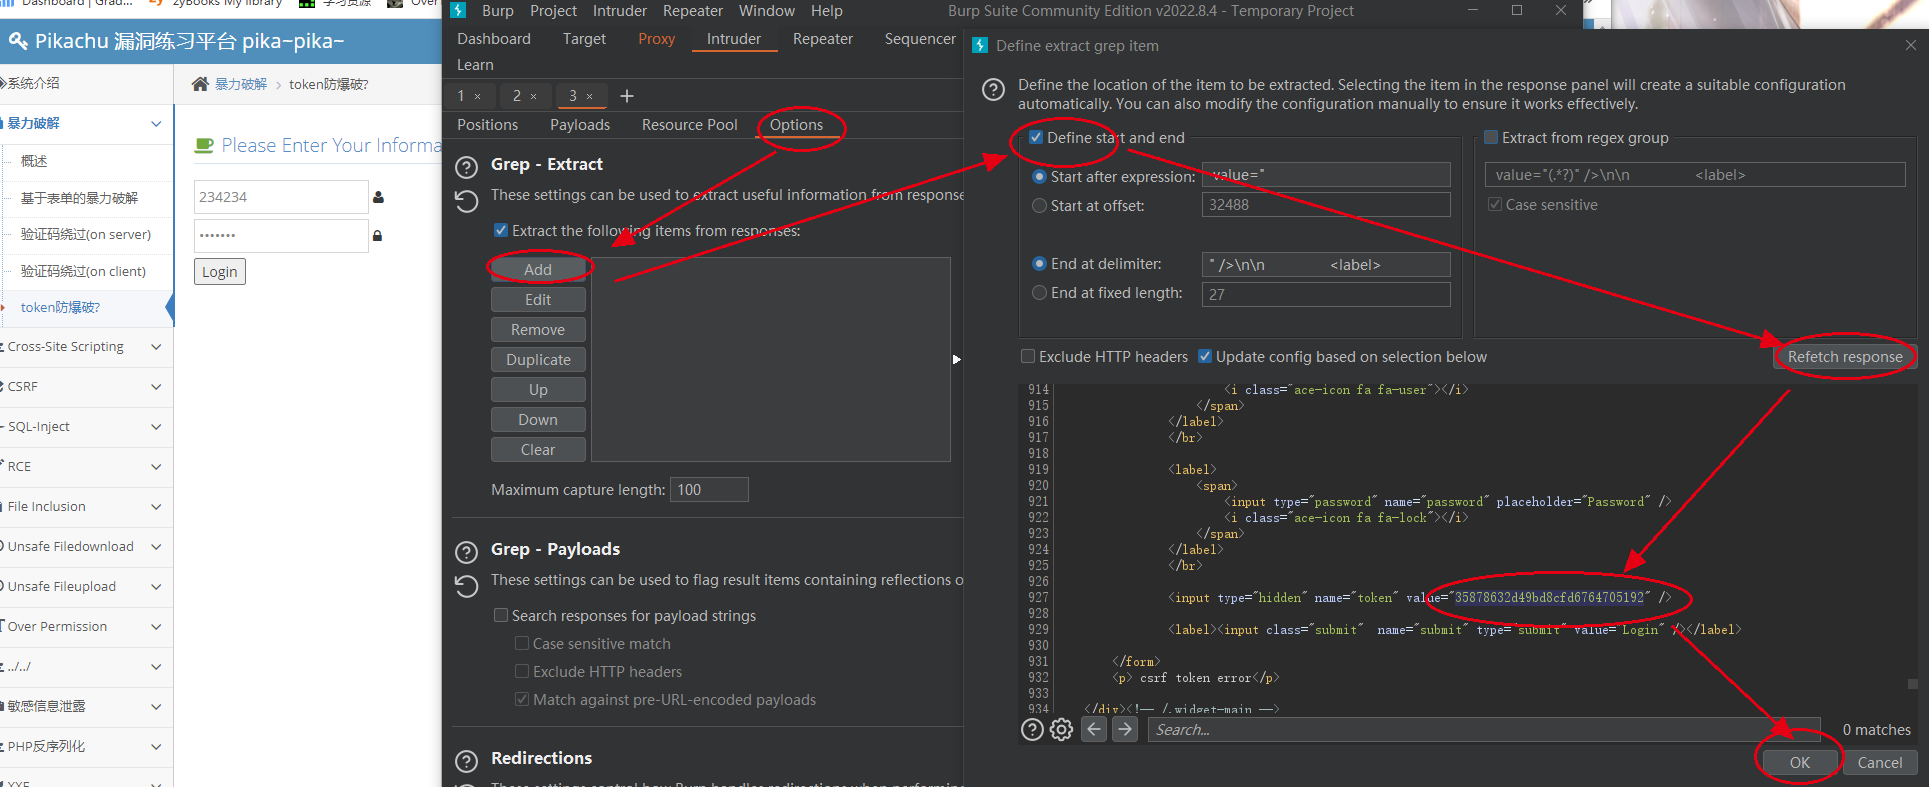 Dashboard | Grad...
zyBooks My library
学习资源
Pikachu 漏洞练习平台 pika~pika~
系统介绍
暴力破解
概述
基于表单的暴力破解
验证码绕过(on server)
验证码绕过(on client)
token防爆破?
Cross-Site Scripting
CSRF
SQL-Inject
RCE
File Inclusion
Unsafe Filedownload
Unsafe Fileupload
Over Permission
../../
敏感信息泄露
PHP反序列化
XXE
暴力破解 › token防爆破?
Please Enter Your Informa
234234
•••••••
Login
Burp Project Intruder Repeater Window Help
Burp Suite Community Edition v2022.8.4 - Temporary Project
Dashboard Target Proxy Intruder Repeater Sequencer
Learn
1 × 2 × 3 × +
Positions Payloads Resource Pool Options
Grep - Extract
These settings can be used to extract useful information from response
Extract the following items from responses:
Add
Edit
Remove
Duplicate
Up
Down
Clear
Maximum capture length: 100
Grep - Payloads
These settings can be used to flag result items containing reflections o
Search responses for payload strings
Case sensitive match
Exclude HTTP headers
Match against pre-URL-encoded payloads
Redirections
These settings control how Burp handles redirections when performing
Define extract grep item
Define the location of the item to be extracted. Selecting the item in the response panel will create a suitable configuration
automatically. You can also modify the configuration manually to ensure it works effectively.
Define start and end
Start after expression: value="
Start at offset: 32488
End at delimiter: " />\n\n <label>
End at fixed length: 27
Extract from regex group
value="(.*?)" />\n\n <label>
Case sensitive
Exclude HTTP headers Update config based on selection below
Refetch response
914 <i class="ace-icon fa fa-user"></i>
915 </span>
916 </label>
917 </br>
918
919 <label>
920 <span>
921 <input type="password" name="password" placeholder="Password" />
922 <i class="ace-icon fa fa-lock"></i>
923 </span>
924 </label>
925 </br>
926
927 <input type="hidden" name="token" value="35878632d49bd8cfd6764705192" />
928
929 <label><input class="submit" name="submit" type="submit" value="Login" /></label>
930
931 </form>
932 <p> csrf token error</p>
933
934 </div><!-- /.widget-main -->
Search...
0 matches
OK
Cancel